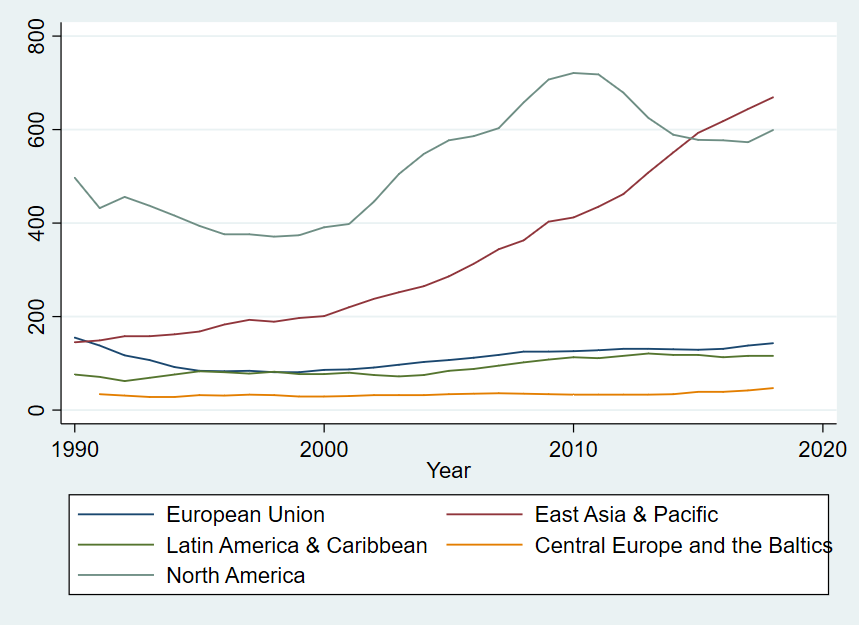 800
600
400
200
0
1990 2000 2010 2020
Year
European Union East Asia & Pacific
Latin America & Caribbean Central Europe and the Baltics
North America